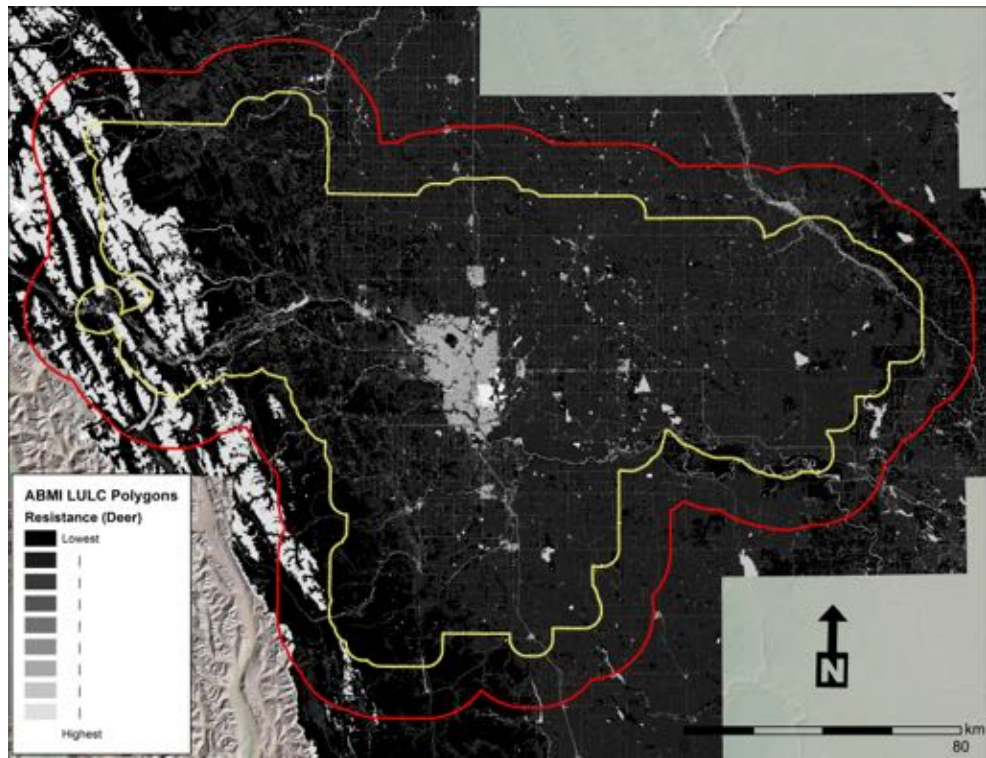 ABMI LULC Polygons
Resistance (Deer)
Lowest
Highest
N
km
80